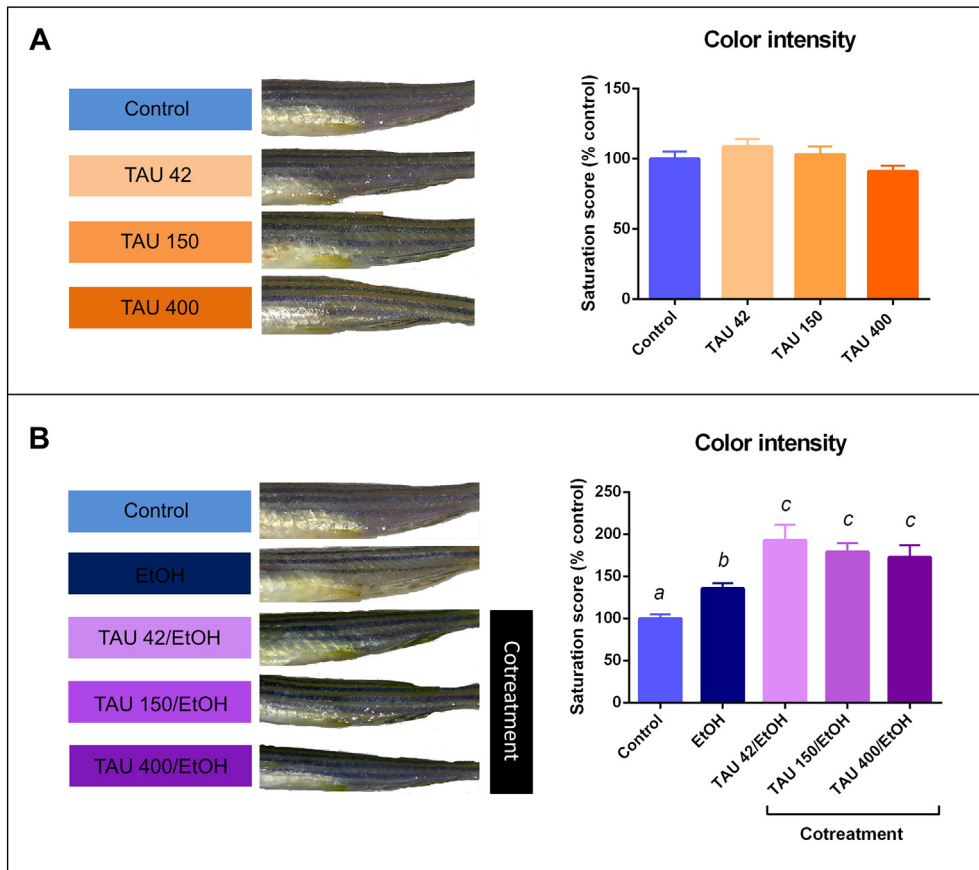 A
Control
TAU 42
TAU 150
TAU 400
Color intensity
Saturation score (% control)
150
100
50
0
Control
TAU 42
TAU 150
TAU 400
B
Control
EtOH
TAU 42/EtOH
TAU 150/EtOH
TAU 400/EtOH
Cotreatment
Color intensity
Saturation score (% control)
250
200
150
100
50
0
a
b
c
c
c
Control
EtOH
TAU 42/EtOH
TAU 150/EtOH
TAU 400/EtOH
Cotreatment